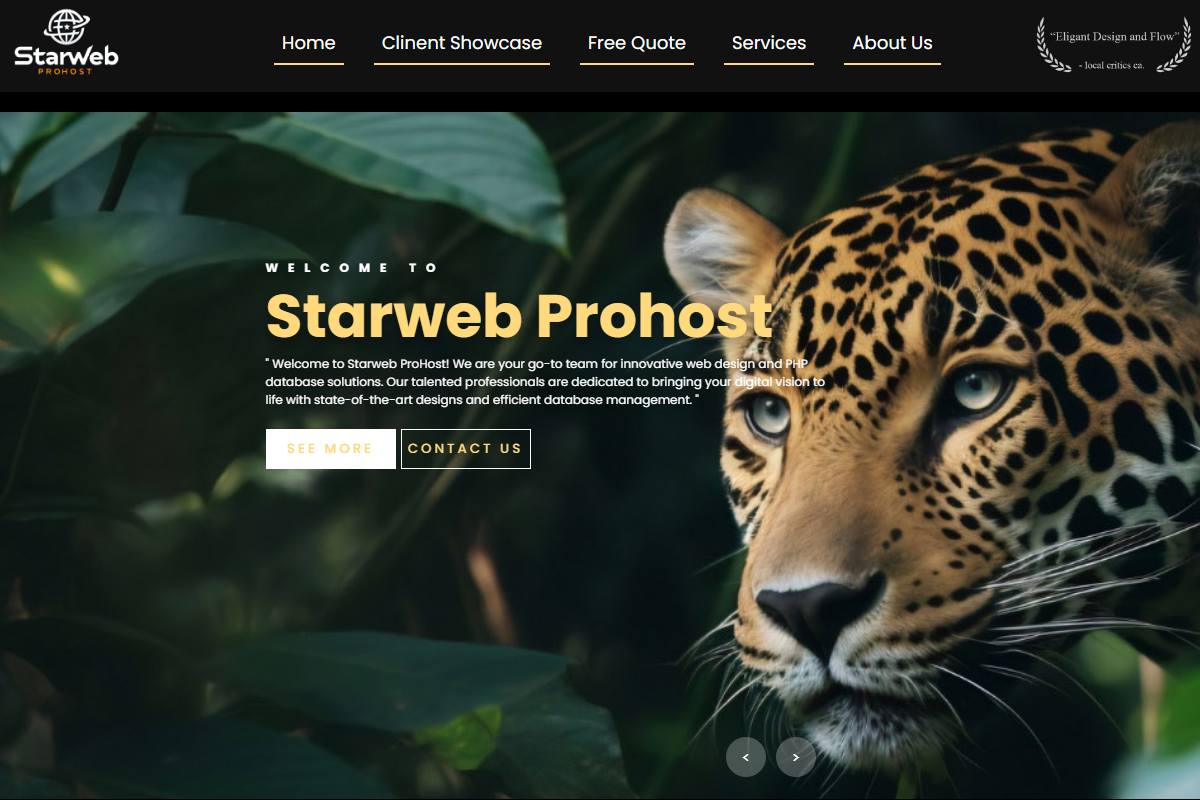 StarWeb
PROHOST
Home
Clinent Showcase
Free Quote
Services
About Us
“Eligant Design and Flow”
- local critics ca.
WELCOME TO
Starweb Prohost
" Welcome to Starweb ProHost! We are your go-to team for innovative web design and PHP
database solutions. Our talented professionals are dedicated to bringing your digital vision to
life with state-of-the-art designs and efficient database management. "
SEE MORE
CONTACT US
< >